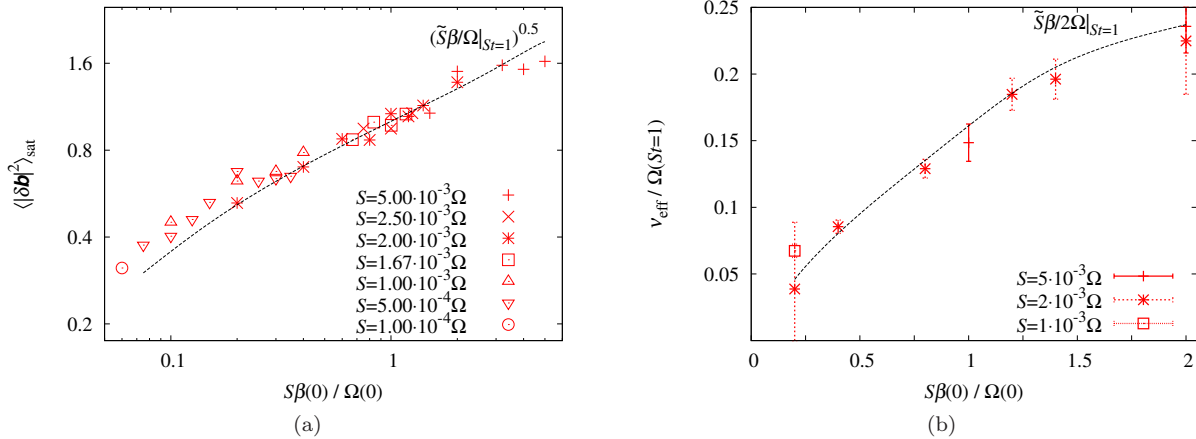 1.6
0.8
0.4
0.2
0.1
1
⟨|δb|²⟩sat
(S̃β/Ω|St=1)^0.5
S=5.00·10⁻³Ω
S=2.50·10⁻³Ω
S=2.00·10⁻³Ω
S=1.67·10⁻³Ω
S=1.00·10⁻³Ω
S=5.00·10⁻⁴Ω
S=1.00·10⁻⁴Ω
Sβ(0) / Ω(0)
(a)
0.25
0.2
0.15
0.1
0.05
0
0.5
1
1.5
2
νeff / Ω(St=1)
S̃β/2Ω|St=1
S=5·10⁻³Ω
S=2·10⁻³Ω
S=1·10⁻³Ω
Sβ(0) / Ω(0)
(b)